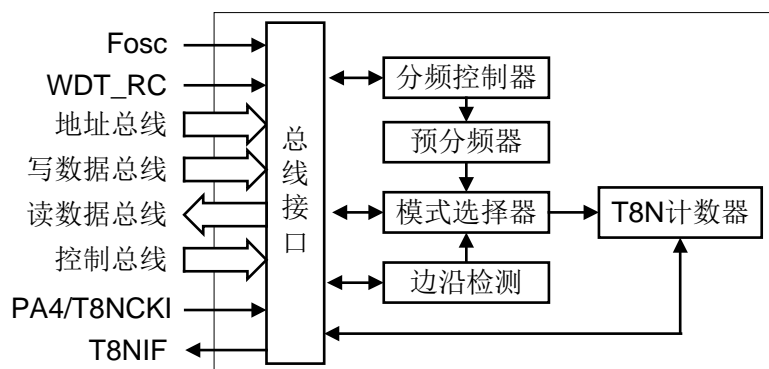 Fosc
WDT_RC
地址总线
写数据总线
读数据总线
控制总线
PA4/T8NCKI
T8NIF
总线接口
分频控制器
预分频器
模式选择器
T8N计数器
边沿检测